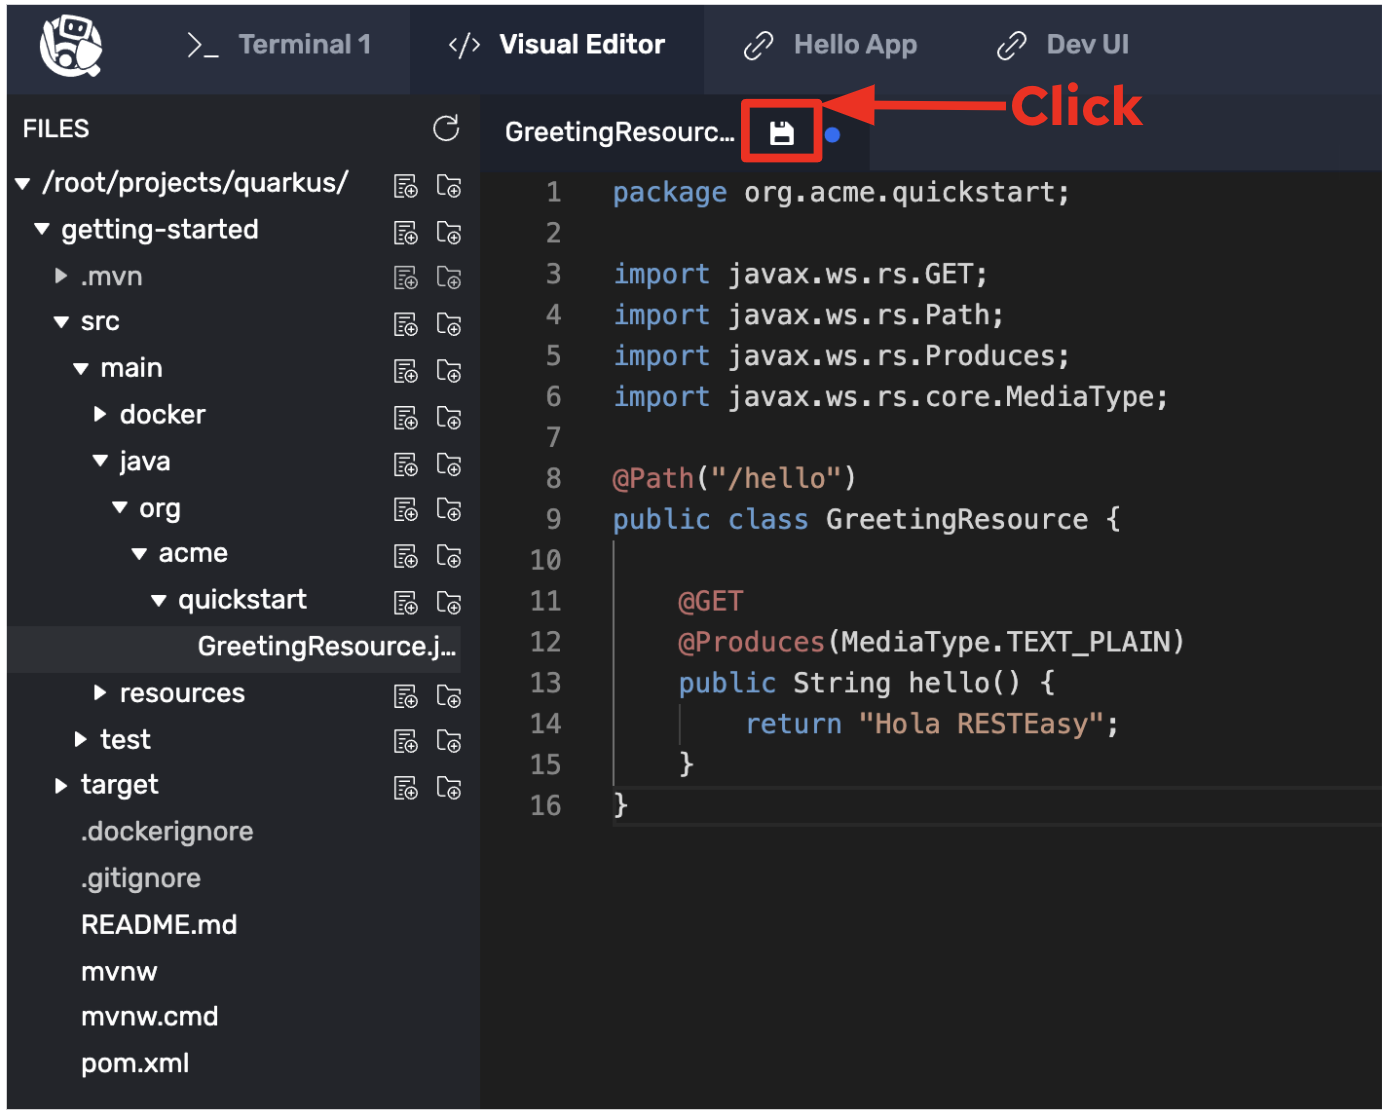 Terminal 1
Visual Editor
Hello App
Dev UI
Click
FILES
GreetingResourc...
/root/projects/quarkus/
getting-started
.mvn
src
main
docker
java
org
acme
quickstart
GreetingResource.j...
resources
test
target
.dockerignore
.gitignore
README.md
mvnw
mvnw.cmd
pom.xml
1 package org.acme.quickstart;
2
3 import javax.ws.rs.GET;
4 import javax.ws.rs.Path;
5 import javax.ws.rs.Produces;
6 import javax.ws.rs.core.MediaType;
7
8 @Path("/hello")
9 public class GreetingResource {
10
11 @GET
12 @Produces(MediaType.TEXT_PLAIN)
13 public String hello() {
14 return "Hola RESTEasy";
15 }
16 }